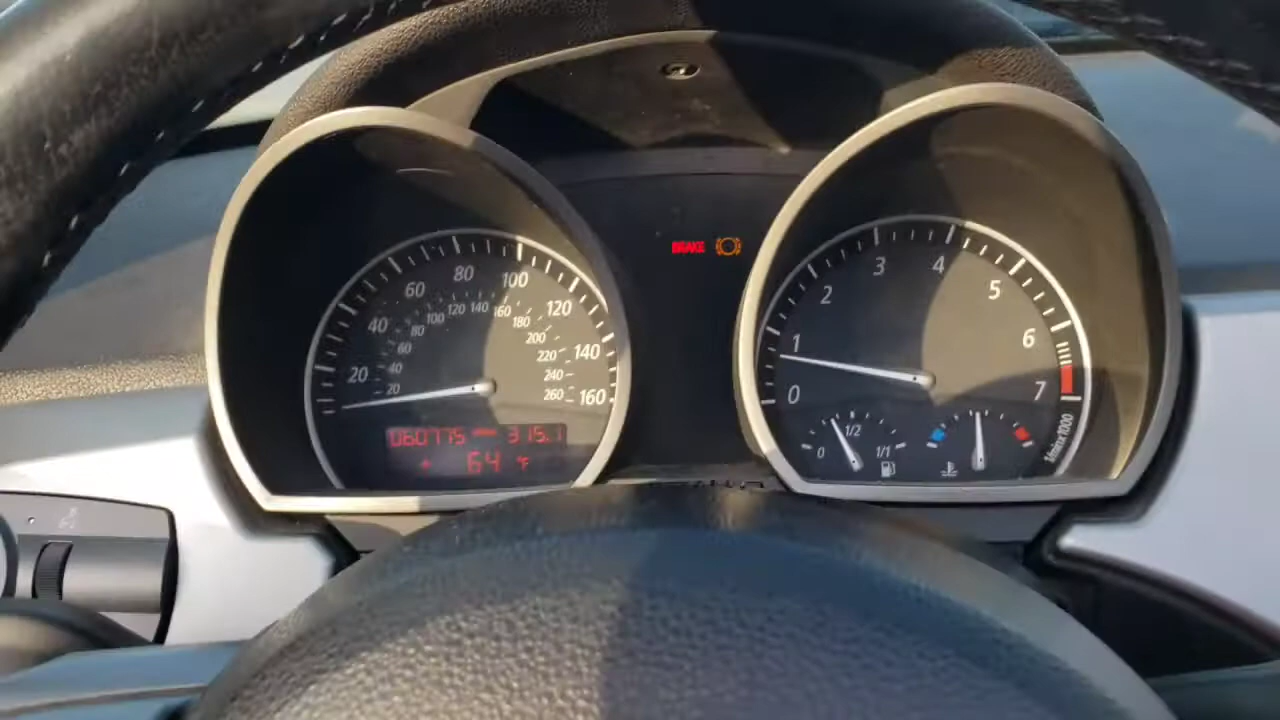 BRAKE
20 40 60 80 100 120 140 160
20 40 60 80 100 120 140 160 180 200 220 240 260
060775 315.1
+ 64 °F
0 1 2 3 4 5 6 7
1/minx1000
0 1/2 1/1